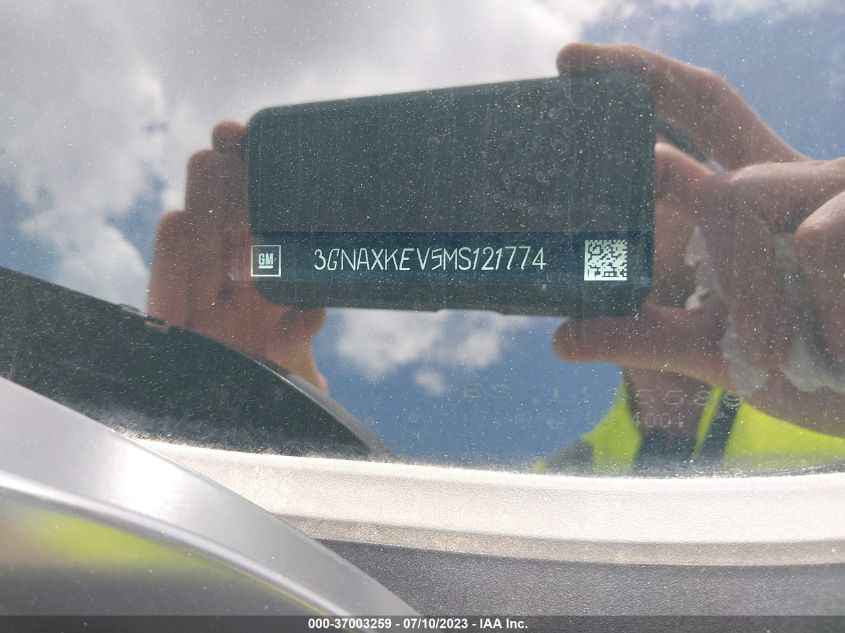 GM 3GNAXKEV5MS121774
000-37003259 - 07/10/2023 - IAA Inc.